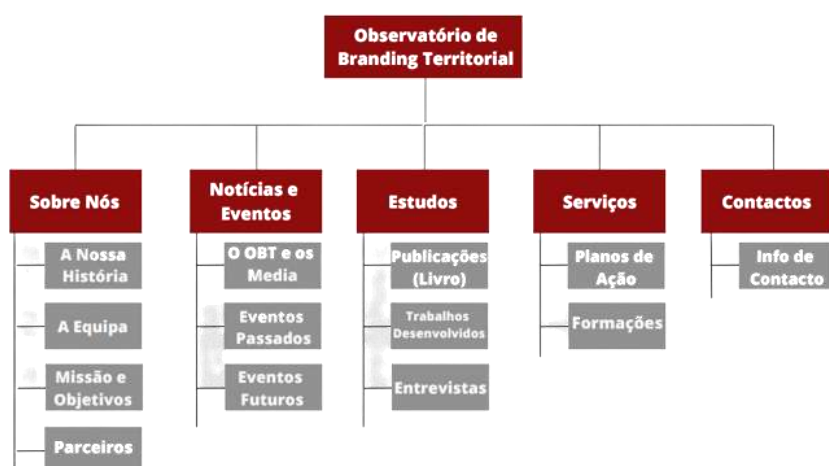 Observatório de
Branding Territorial
Sobre Nós
A Nossa
História
A Equipa
Missão e
Objetivos
Parceiros
Notícias e
Eventos
O OBT e os
Media
Eventos
Passados
Eventos
Futuros
Estudos
Publicações
(Livro)
Trabalhos
Desenvolvidos
Entrevistas
Serviços
Planos de
Ação
Formações
Contactos
Info de
Contacto